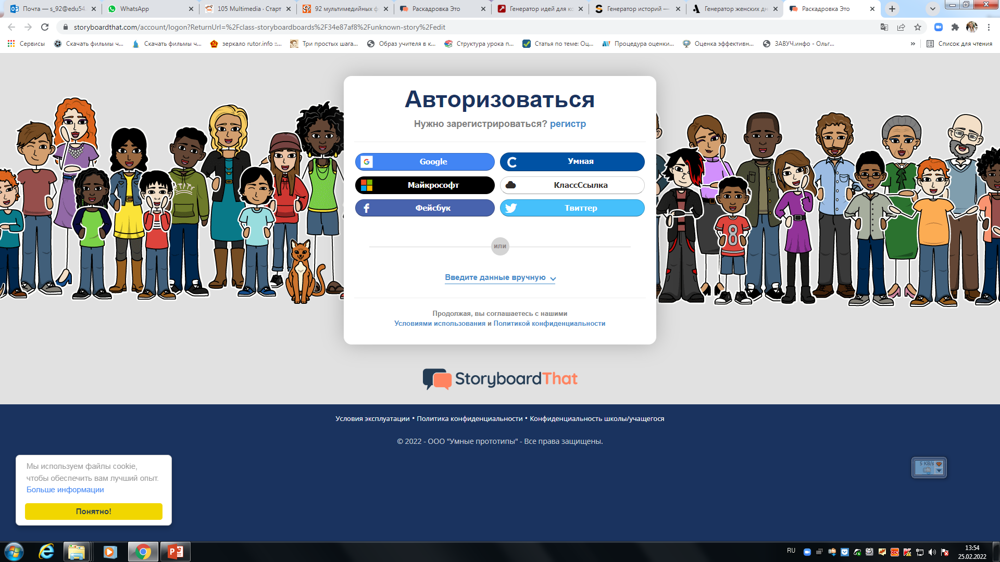 Почта — s_92@edu54.
WhatsApp
105 Multimedia · Старт
92 мультимедийных ф
Раскадровка Это
Генератор идей для ко
Генератор историй —
Генератор женских дн
Раскадровка Это
storyboardthat.com/account/logon?ReturnUrl=%2Fclass-storyboardboards%2F34e87af8%2Funknown-story%2Fedit
Сервисы
Скачать фильмы ч...
Скачать фильмы ч...
зеркало rutor.info ::...
Три простых шага...
Образ учителя в к...
Структура урока п...
Статья по теме: Оц...
Процедура оценки...
Оценка эффективн...
ЗАВУЧ.инфо - Ольг...
»
Список для чтения
Авторизоваться
Нужно зарегистрироваться? регистр
Google
Умная
Майкрософт
КлассСсылка
Фейсбук
Твиттер
или
Введите данные вручную
Продолжая, вы соглашаетесь с нашими
Условиями использования и Политикой конфиденциальности
StoryboardThat
Условия эксплуатации • Политика конфиденциальности • Конфиденциальность школы/учащегося
© 2022 - ООО "Умные прототипы" - Все права защищены.
Мы используем файлы cookie,
чтобы обеспечить вам лучший опыт.
Больше информации
Понятно!
5 KB/s
8
RU
13:54
25.02.2022